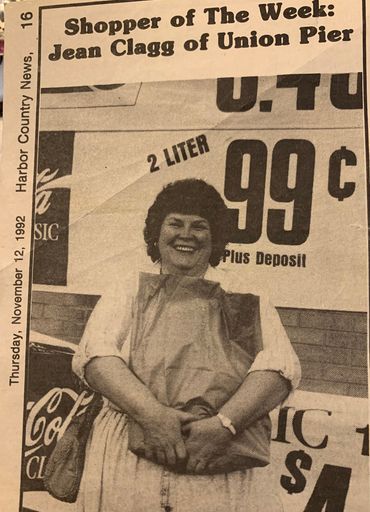 16
Harbor Country News,
Thursday, November 12, 1992
Shopper of The Week:
Jean Clagg of Union Pier
2 LITER
99¢
Plus Deposit
SIC
IC
$4